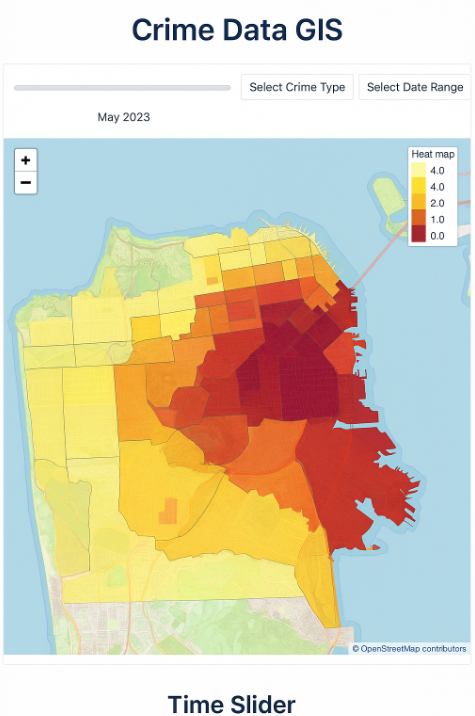 Crime Data GIS
Select Crime Type
Select Date Range
May 2023
+
−
Heat map
4.0
4.0
2.0
1.0
0.0
© OpenStreetMap contributors
Time Slider